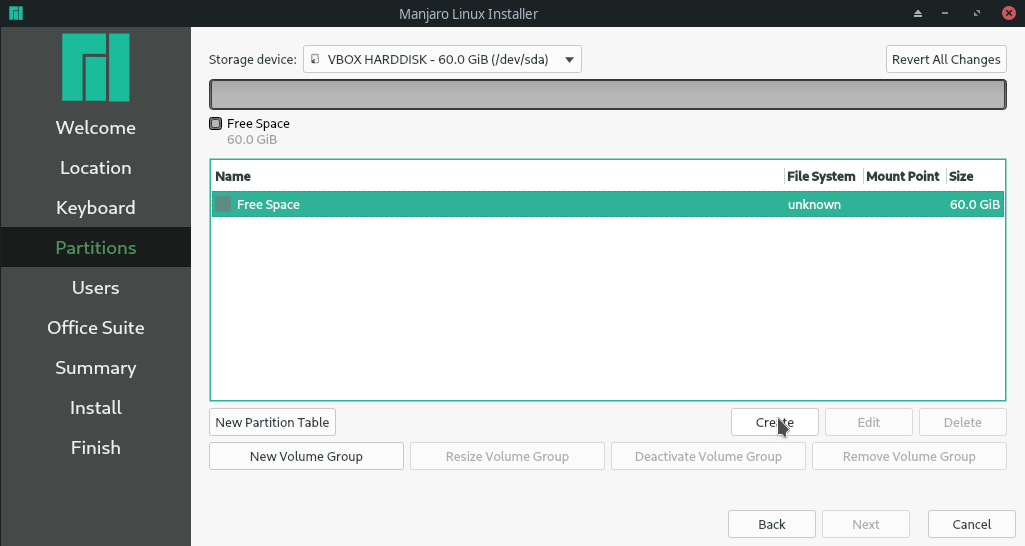 Manjaro Linux Installer
Welcome
Location
Keyboard
Partitions
Users
Office Suite
Summary
Install
Finish
Storage device: VBOX HARDDISK - 60.0 GiB (/dev/sda) Revert All Changes
Free Space
60.0 GiB
Name File System Mount Point Size
Free Space unknown 60.0 GiB
New Partition Table Create Edit Delete
New Volume Group Resize Volume Group Deactivate Volume Group Remove Volume Group
Back Next Cancel